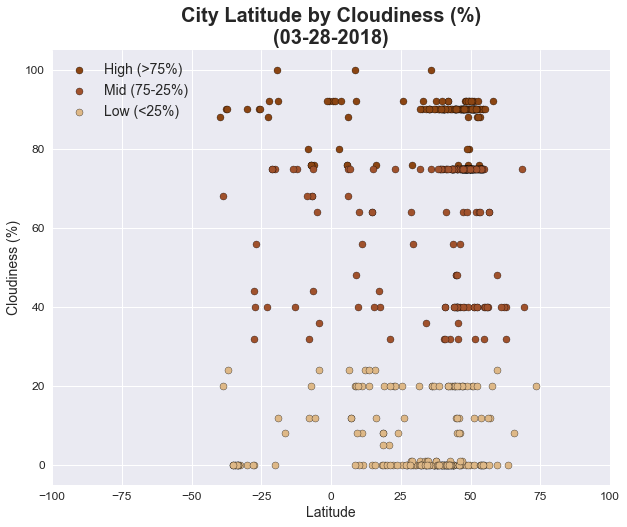 City Latitude by Cloudiness (%)
(03-28-2018)
High (>75%)
Mid (75-25%)
Low (<25%)
Cloudiness (%)
100
80
60
40
20
0
−100 −75 −50 −25 0 25 50 75 100
Latitude